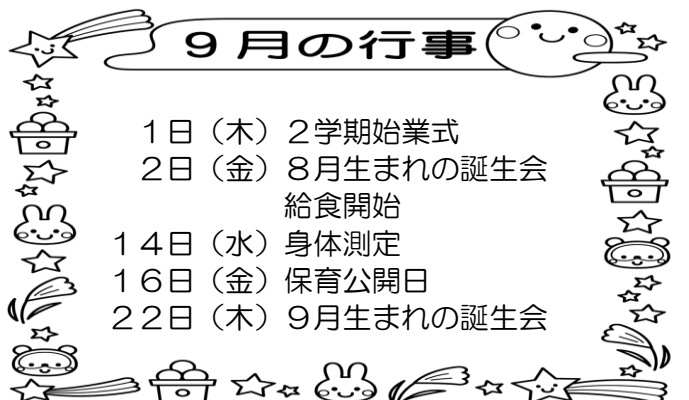 ９月の行事
１日（木）２学期始業式
２日（金）８月生まれの誕生会
給食開始
１４日（水）身体測定
１６日（金）保育公開日
２２日（木）９月生まれの誕生会